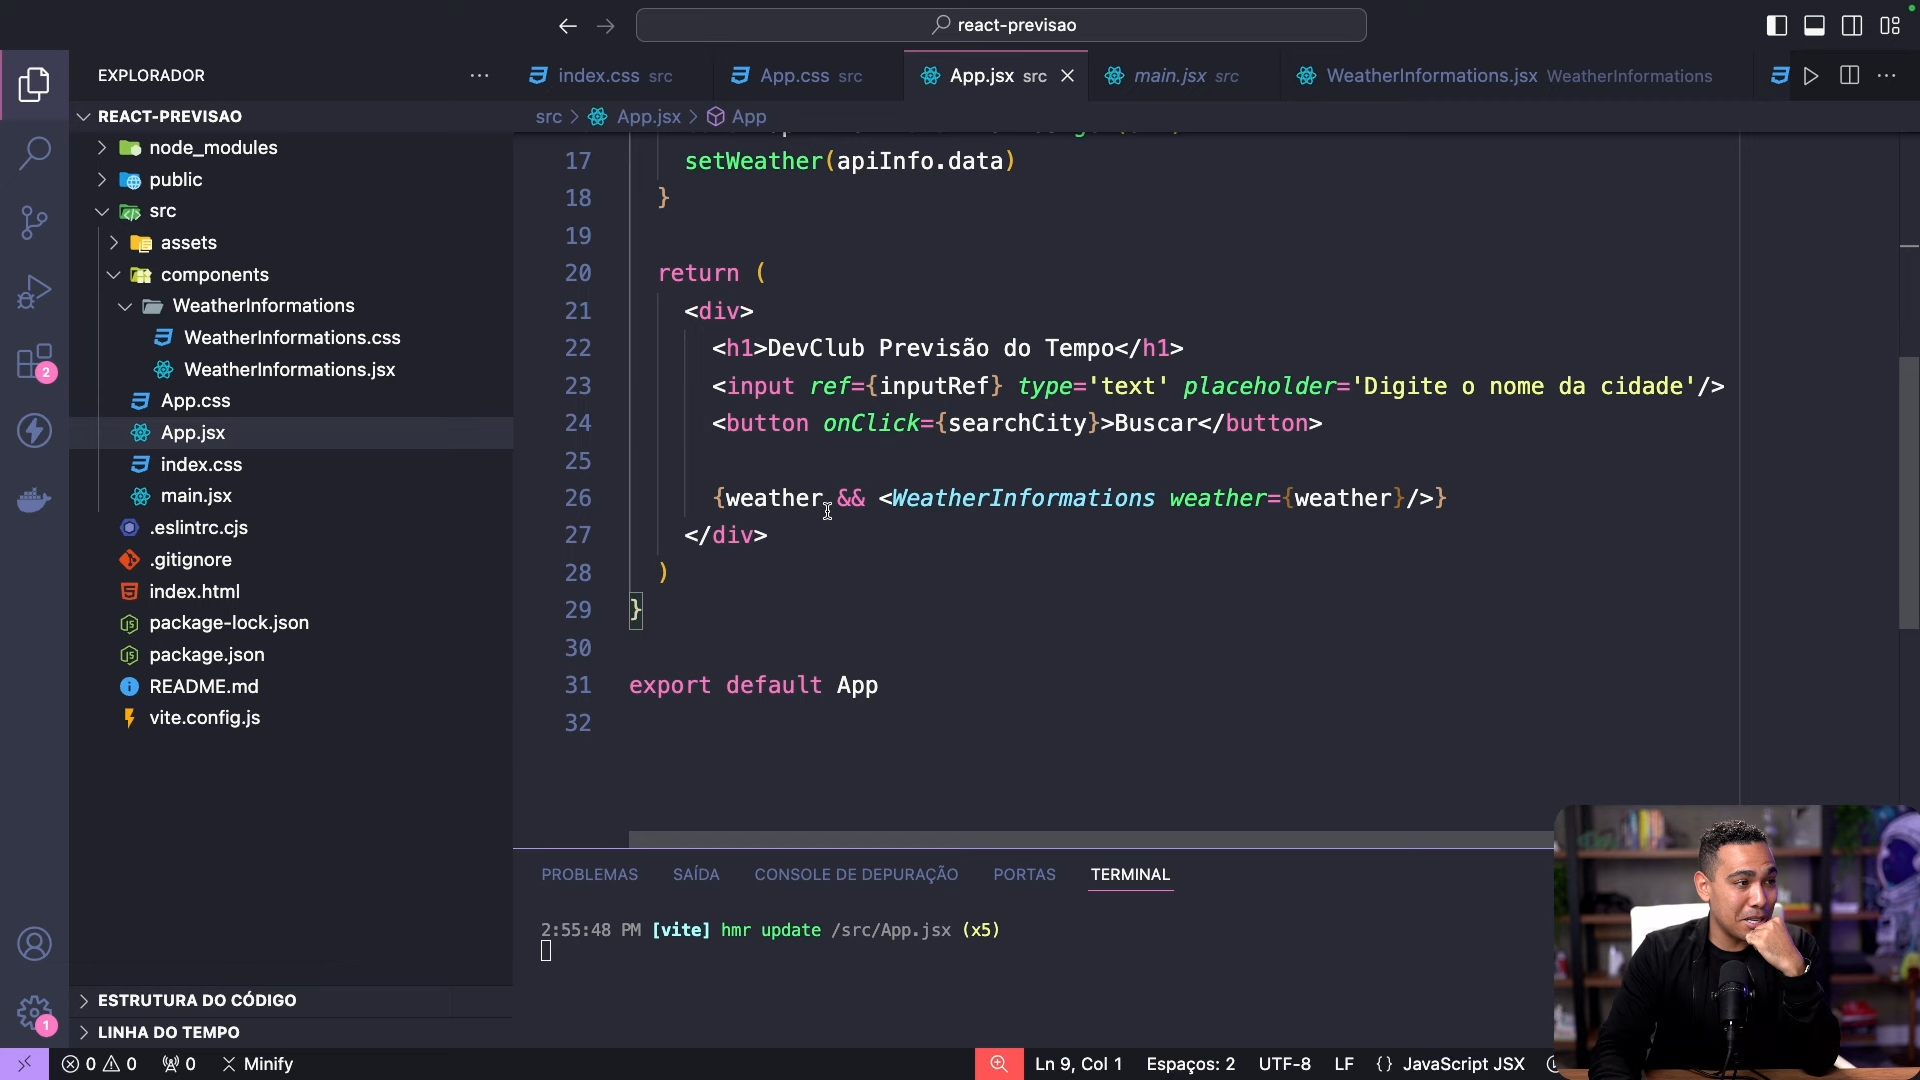 react-previsao
EXPLORADOR
index.css src
App.css src
App.jsx src
main.jsx src
WeatherInformations.jsx WeatherInformations
src > App.jsx > App
REACT-PREVISAO
node_modules
public
src
assets
components
WeatherInformations
WeatherInformations.css
WeatherInformations.jsx
App.css
App.jsx
index.css
main.jsx
.eslintrc.cjs
.gitignore
index.html
package-lock.json
package.json
README.md
vite.config.js
2
1
ESTRUTURA DO CÓDIGO
LINHA DO TEMPO
17 setWeather(apiInfo.data)
18 }
19
20 return (
21 <div>
22 <h1>DevClub Previsão do Tempo</h1>
23 <input ref={inputRef} type='text' placeholder='Digite o nome da cidade'/>
24 <button onClick={searchCity}>Buscar</button>
25
26 {weather && <WeatherInformations weather={weather}/>}
27 </div>
28 )
29 }
30
31 export default App
32
PROBLEMAS SAÍDA CONSOLE DE DEPURAÇÃO PORTAS TERMINAL
2:55:48 PM [vite] hmr update /src/App.jsx (x5)
0 0 0 Minify Ln 9, Col 1 Espaços: 2 UTF-8 LF {} JavaScript JSX